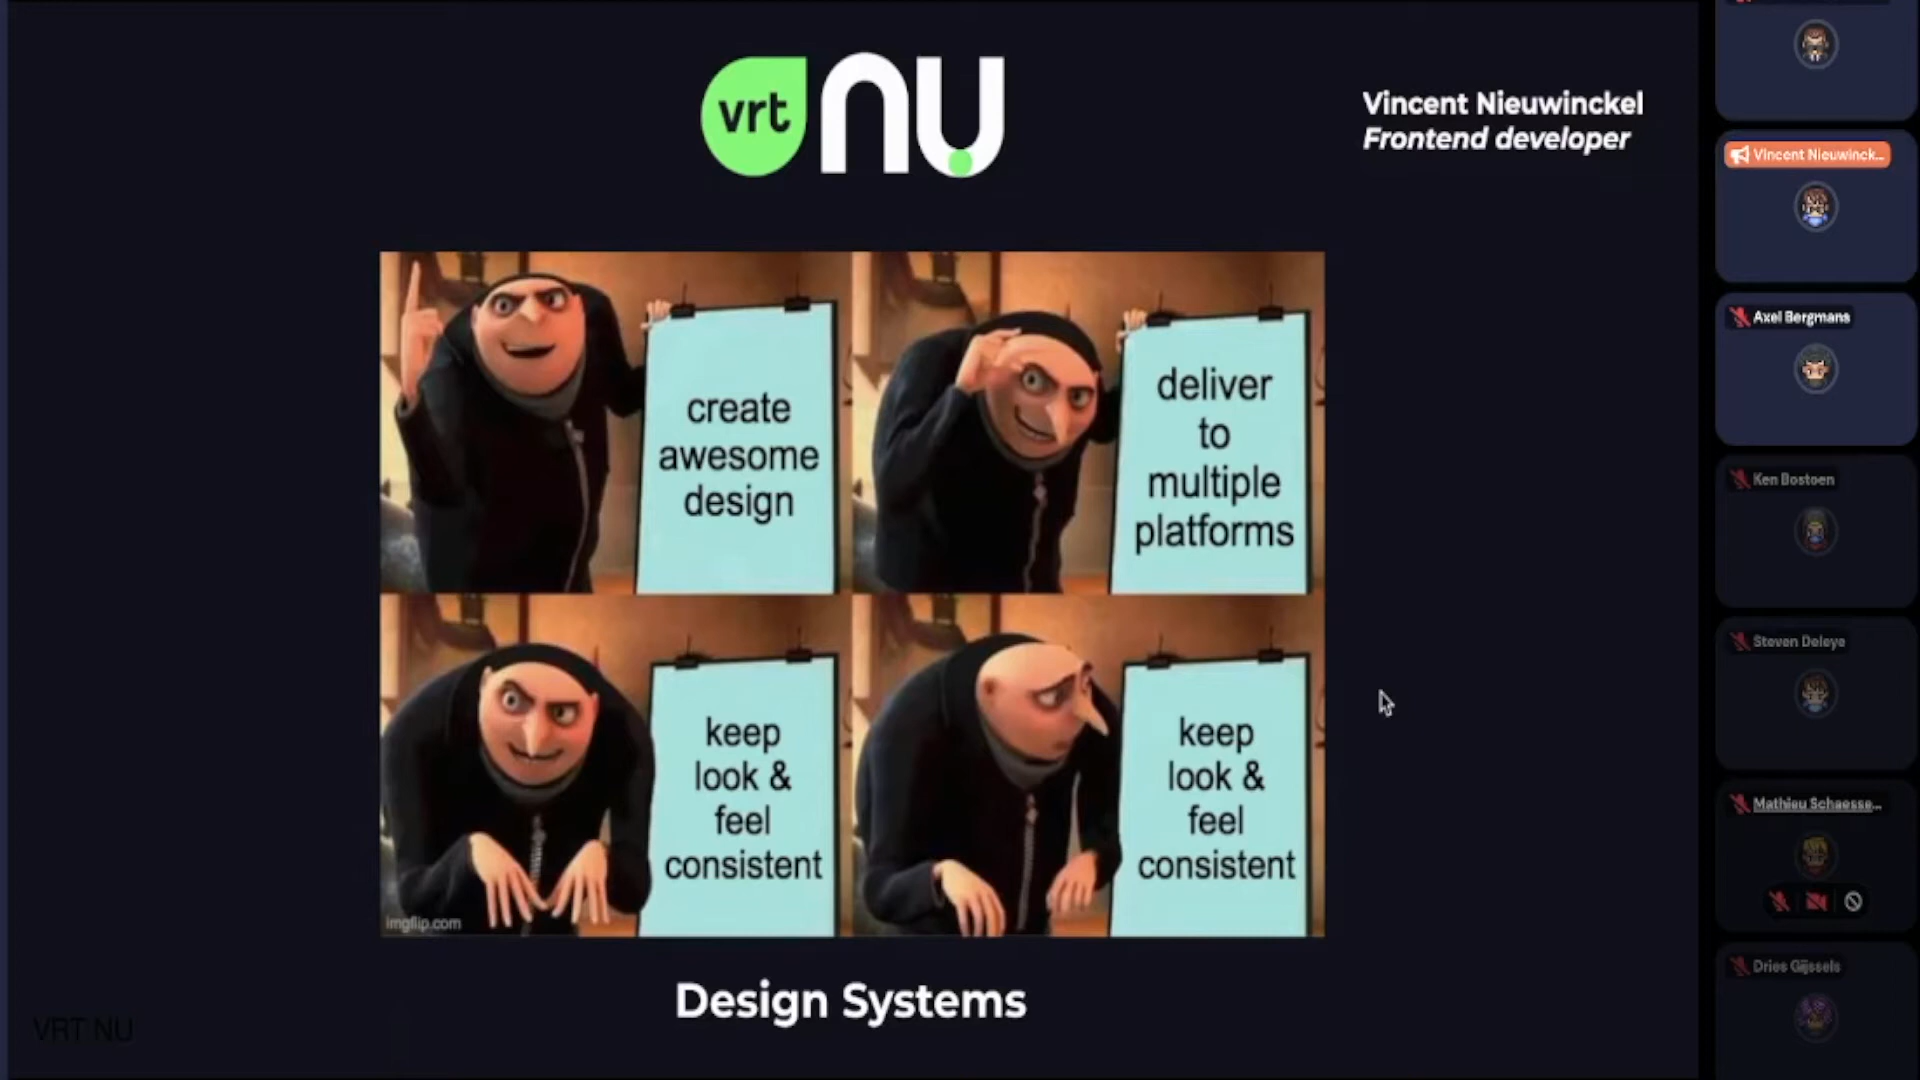 vrt nu
Vincent Nieuwinckel
Frontend developer
create
awesome
design
deliver
to
multiple
platforms
keep
look &
feel
consistent
keep
look &
feel
consistent
imgflip.com
Design Systems
VRT NU
Vincent Nieuwinck...
Axel Bergmans
Ken Bostoen
Steven Deleye
Mathieu Schaesse...
Dries Gijssels